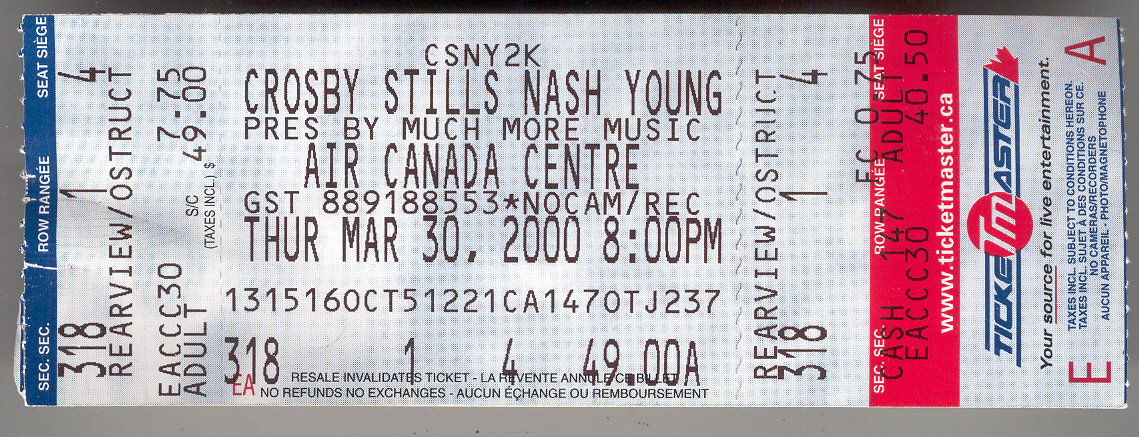 SEC. SEC.
ROW RANGÉE
SEAT SIÈGE
318 1 4
REARVIEW/OSTRUCT
EACCC30 S/C 7.75
ADULT 49.00
(TAXES INCL.) $
CSNY2K
CROSBY STILLS NASH YOUNG
PRES BY MUCH MORE MUSIC
AIR CANADA CENTRE
GST 889188553*NOCAM/REC
THUR MAR 30, 2000 8:00PM
131516OCT51221CA147OTJ237
318 1 4 49.00A
EA RESALE INVALIDATES TICKET - LA REVENTE ANNULE CE BILLET
NO REFUNDS NO EXCHANGES - AUCUN ÉCHANGE OU REMBOURSEMENT
REARVIEW/OSTRUCT
318 1 4
FC 0.75
SEC. SEC. ROW RANGÉE SEAT SIÈGE
CASH 147 ADULT
EACCC30 40.50
www.ticketmaster.ca
TICKETMASTER
Your source for live entertainment.
TAXES INCL. SUBJECT TO CONDITIONS HEREON.
TAXES INCL. SUJET À DES CONDITIONS SUR CE.
NO CAMERAS/RECORDERS
AUCUN APPAREIL PHOTO/MAGNETOPHONE
E A